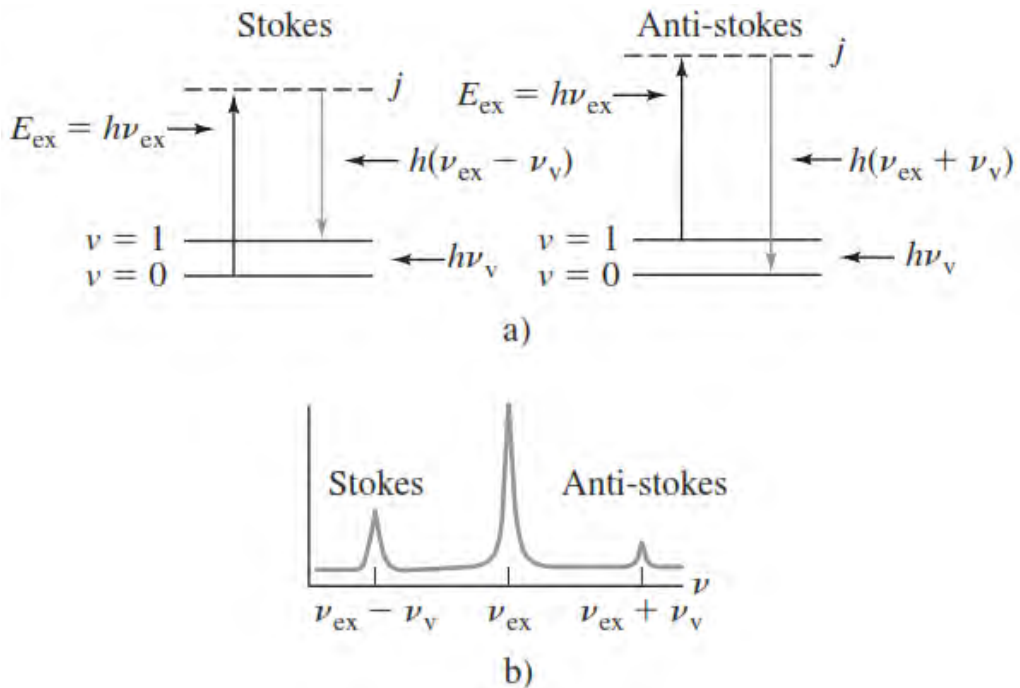 Stokes
Anti-stokes
j
j
E_ex = hν_ex
E_ex = hν_ex
h(ν_ex − ν_v)
h(ν_ex + ν_v)
v = 1
v = 1
hν_v
hν_v
v = 0
v = 0
a)
Stokes
Anti-stokes
ν
ν_ex − ν_v
ν_ex
ν_ex + ν_v
b)